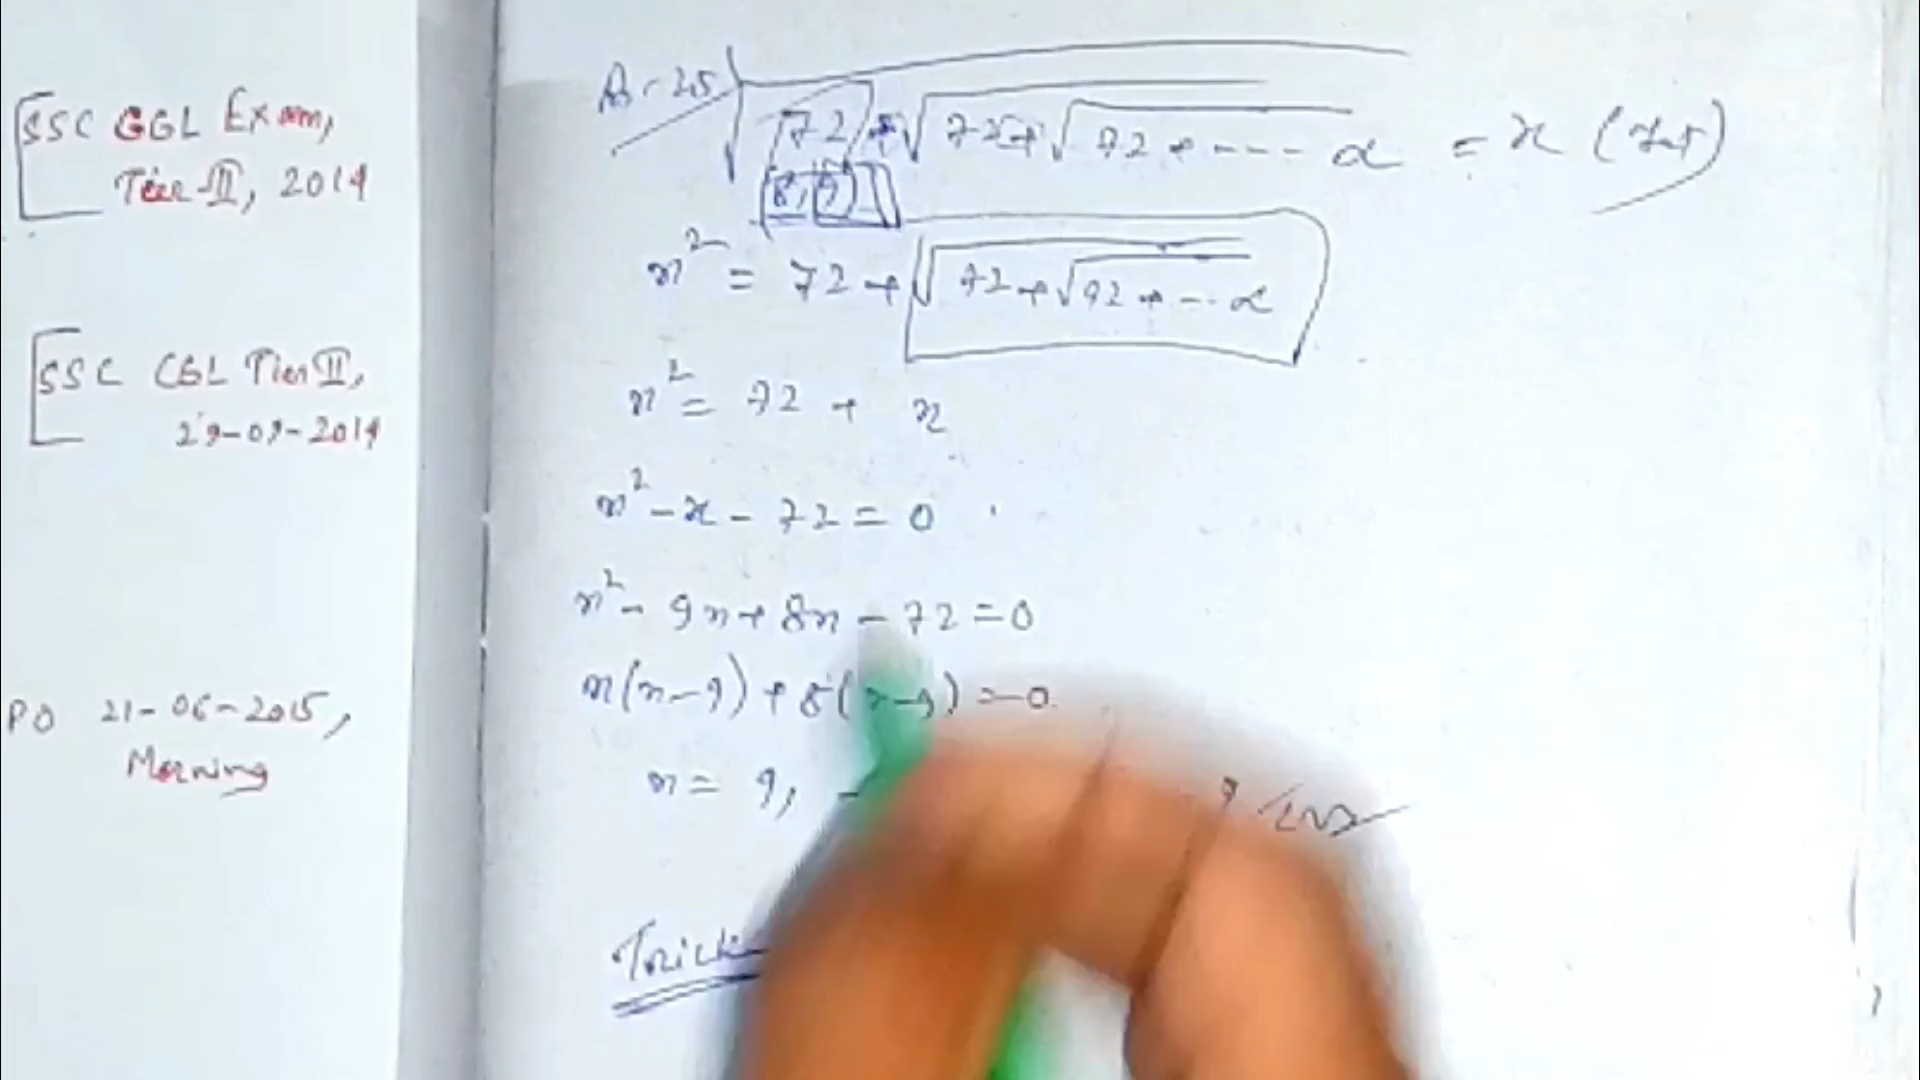 SSC CGL Exam,
Tier-II, 2014
SSC CGL Tier II,
29-09-2014
PO 21-06-2015,
Morning
√72+√72+√72+----α = x (let)
8, 9
x² = 72+√72+√72+--α
x² = 72 + x
x² - x - 72 = 0
x² - 9x + 8x - 72 = 0
x(x-9) + 8(x-9) = 0
x = 9, -
9 Ans
Trick